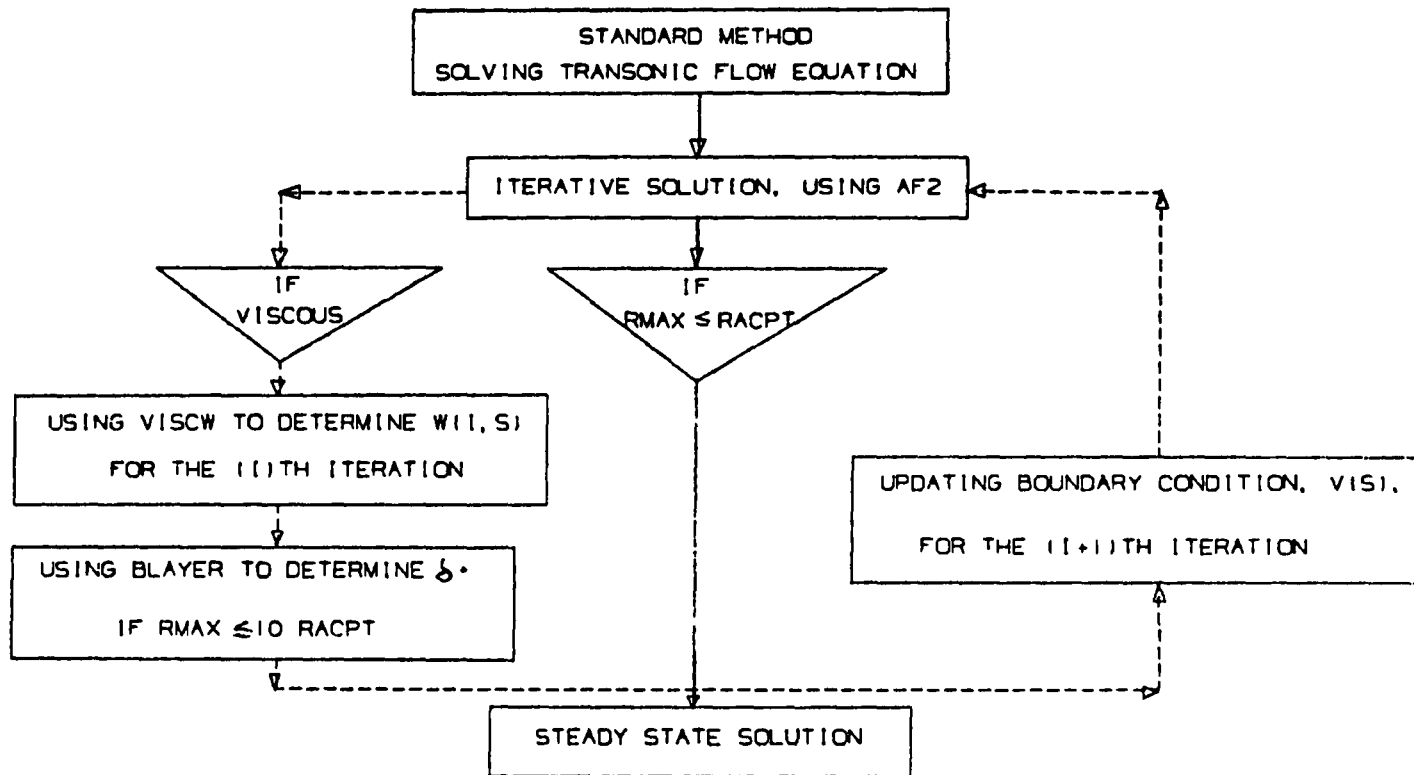 STANDARD METHOD
SOLVING TRANSONIC FLOW EQUATION
ITERATIVE SOLUTION, USING AF2
IF
VISCOUS
IF
RMAX ≤ RACPT
USING VISCW TO DETERMINE W(I,S)
FOR THE (I)TH ITERATION
USING BLAYER TO DETERMINE δ*
IF RMAX ≤10 RACPT
UPDATING BOUNDARY CONDITION, V(S),
FOR THE (I+1)TH ITERATION
STEADY STATE SOLUTION